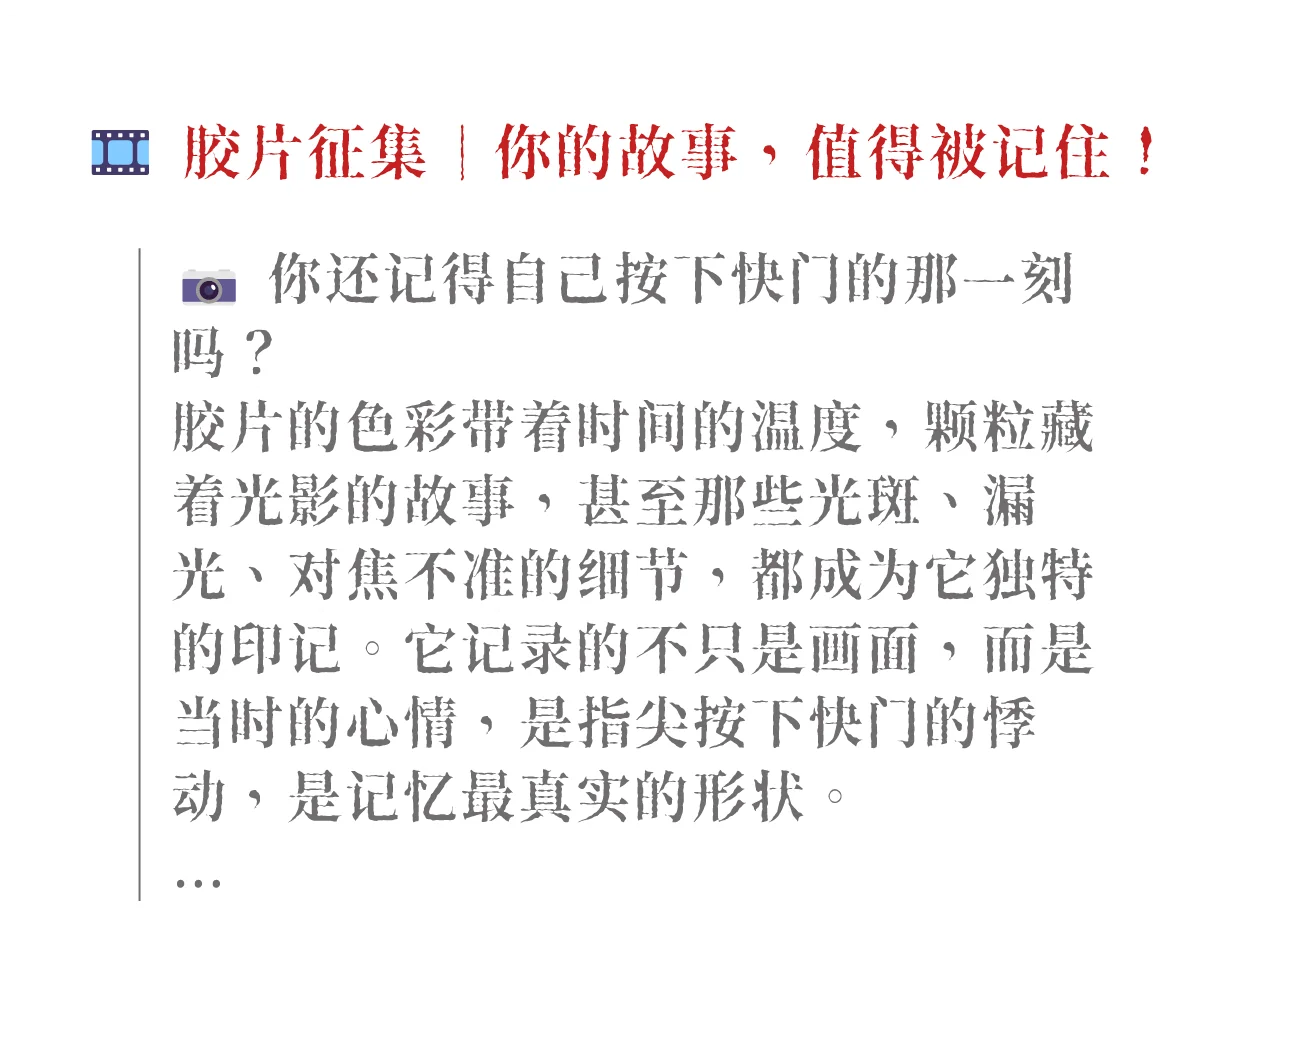 🎞️ 胶片征集｜你的故事，值得被记住！
📷 你还记得自己按下快门的那一刻
吗？
胶片的色彩带着时间的温度，颗粒藏
着光影的故事，甚至那些光斑、漏
光、对焦不准的细节，都成为它独特
的印记。它记录的不只是画面，而是
当时的心情，是指尖按下快门的悸
动，是记忆最真实的形状。
…